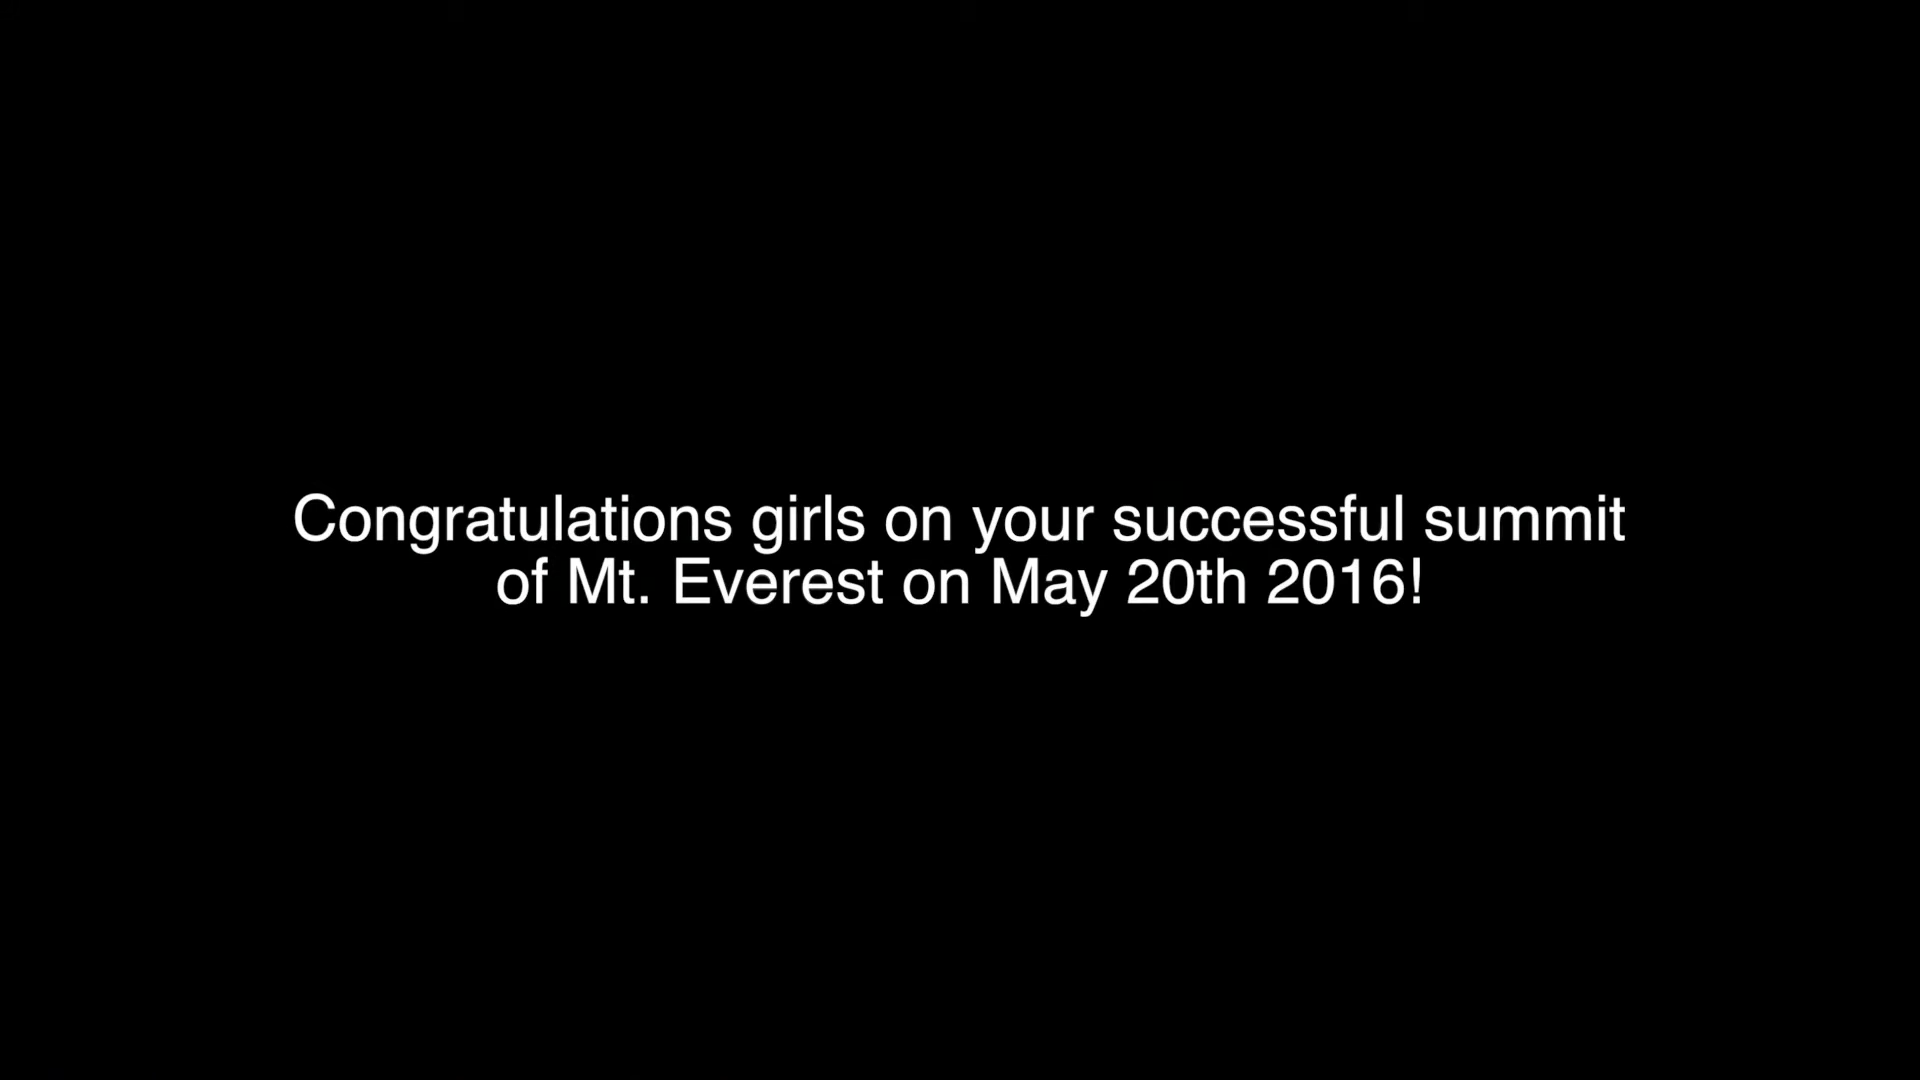 Congratulations girls on your successful summit
of Mt. Everest on May 20th 2016!